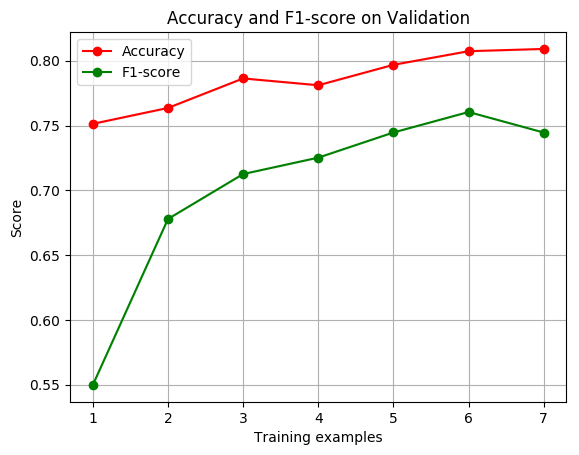 Accuracy and F1-score on Validation
Accuracy
F1-score
0.80
0.75
0.70
0.65
0.60
0.55
Score
1 2 3 4 5 6 7
Training examples